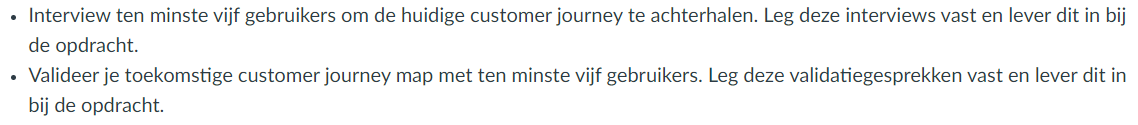 • Interview ten minste vijf gebruikers om de huidige customer journey te achterhalen. Leg deze interviews vast en lever dit in bij
de opdracht.
• Valideer je toekomstige customer journey map met ten minste vijf gebruikers. Leg deze validatiegesprekken vast en lever dit in
bij de opdracht.